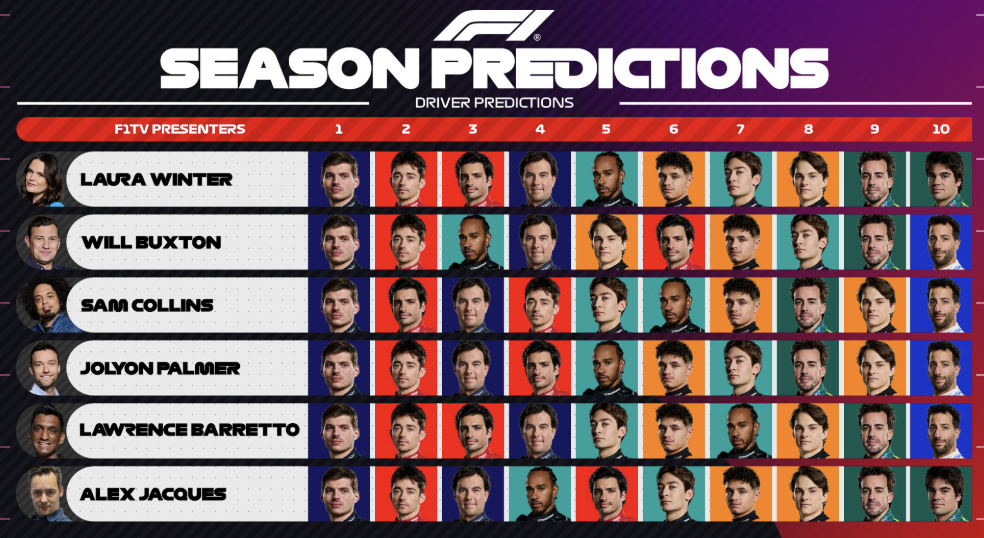 F1®
SEASON PREDICTIONS
DRIVER PREDICTIONS
F1TV PRESENTERS 1 2 3 4 5 6 7 8 9 10
LAURA WINTER
WILL BUXTON
SAM COLLINS
JOLYON PALMER
LAWRENCE BARRETTO
ALEX JACQUES